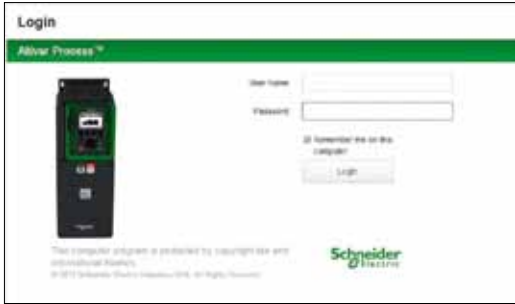 Login
Altivar Process™
User Name
Password
Remember me on this
computer
Login
This computer program is protected by copyright law and
international treaties.
Schneider
Electric